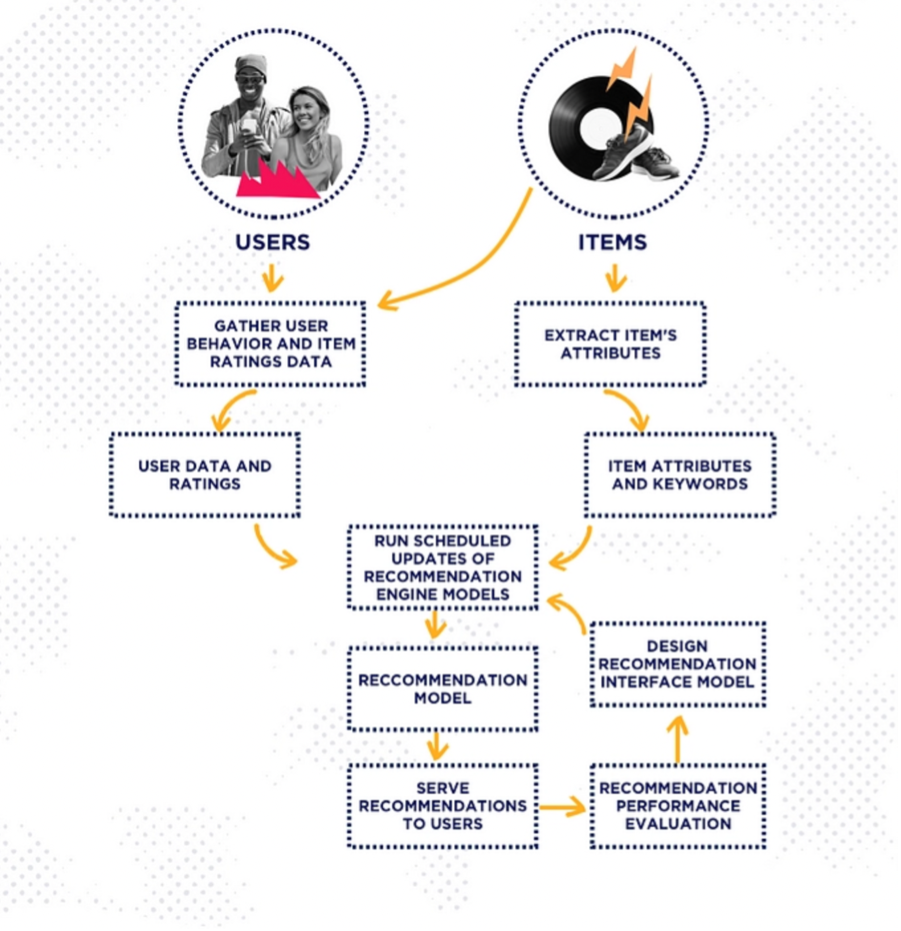 USERS
ITEMS
GATHER USER
BEHAVIOR AND ITEM
RATINGS DATA
EXTRACT ITEM'S
ATTRIBUTES
USER DATA AND
RATINGS
ITEM ATTRIBUTES
AND KEYWORDS
RUN SCHEDULED
UPDATES OF
RECOMMENDATION
ENGINE MODELS
DESIGN
RECOMMENDATION
INTERFACE MODEL
RECCOMMENDATION
MODEL
SERVE
RECOMMENDATIONS
TO USERS
RECOMMENDATION
PERFORMANCE
EVALUATION